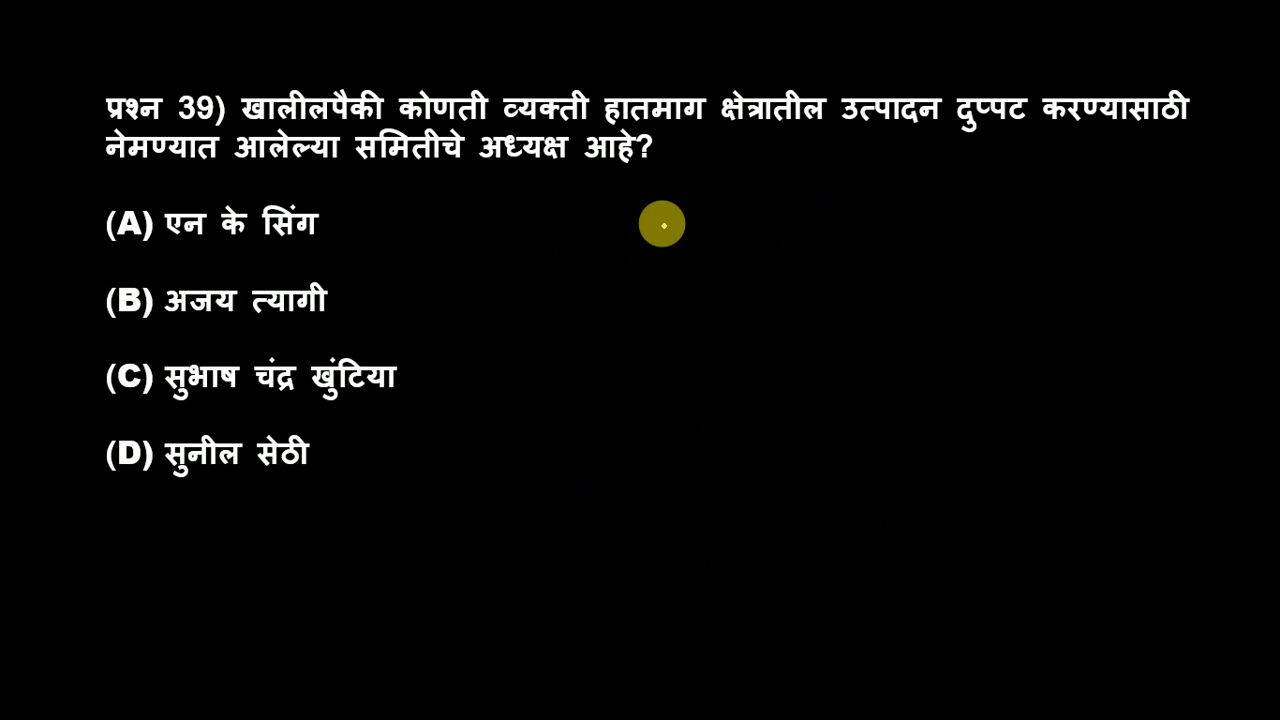 प्रश्न 39) खालीलपैकी कोणती व्यक्ती हातमाग क्षेत्रातील उत्पादन दुप्पट करण्यासाठी
नेमण्यात आलेल्या समितीचे अध्यक्ष आहे?
(A) एन के सिंग
(B) अजय त्यागी
(C) सुभाष चंद्र खुंटिया
(D) सुनील सेठी